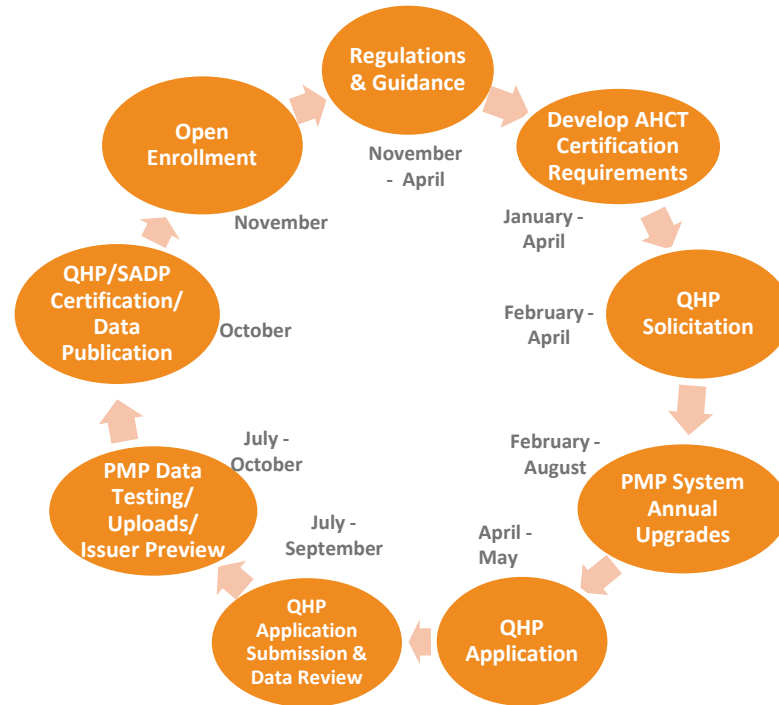 Regulations
& Guidance
November
- April
Develop AHCT
Certification
Requirements
January -
April
QHP
Solicitation
February -
April
PMP System
Annual
Upgrades
February -
August
QHP
Application
April -
May
QHP
Application
Submission &
Data Review
July -
September
PMP Data
Testing/
Uploads/
Issuer Preview
July -
October
QHP/SADP
Certification/
Data
Publication
October
Open
Enrollment
November